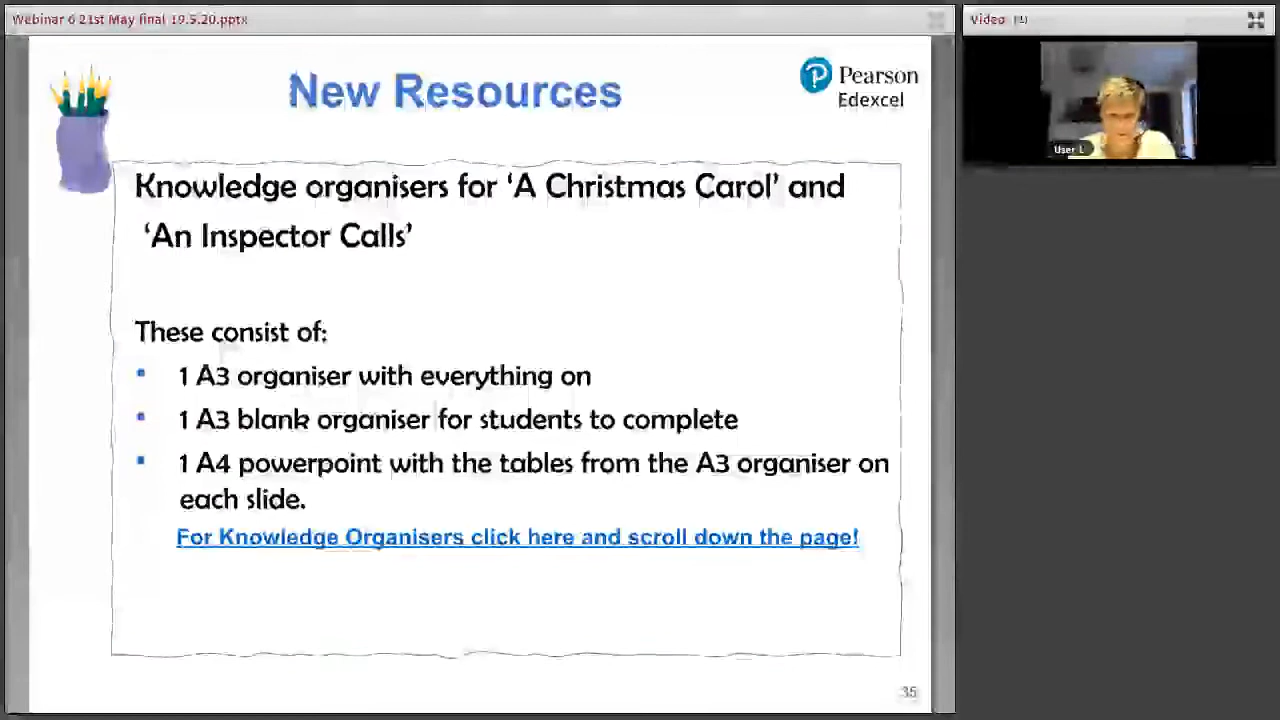 Webinar 6 21st May final 19.5.20.pptx
Video (1)
New Resources
Pearson
Edexcel
User 1
Knowledge organisers for ‘A Christmas Carol’ and
‘An Inspector Calls’
These consist of:
▪ 1 A3 organiser with everything on
▪ 1 A3 blank organiser for students to complete
▪ 1 A4 powerpoint with the tables from the A3 organiser on
each slide.
For Knowledge Organisers click here and scroll down the page!
35